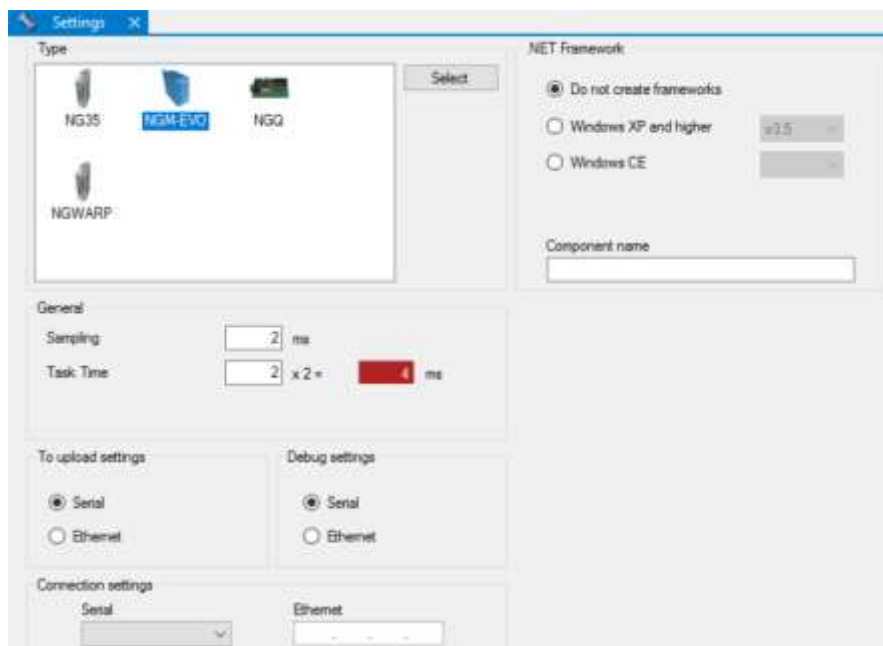 Settings
Type
NG35
NGM-EVO
NGQ
NGWARP
Select
.NET Framework
Do not create frameworks
Windows XP and higher
v3.5
Windows CE
Component name
General
Sampling 2 ms
Task Time 2 x 2 = 4 ms
To upload settings
Serial
Ethernet
Debug settings
Serial
Ethernet
Connection settings
Serial
Ethernet